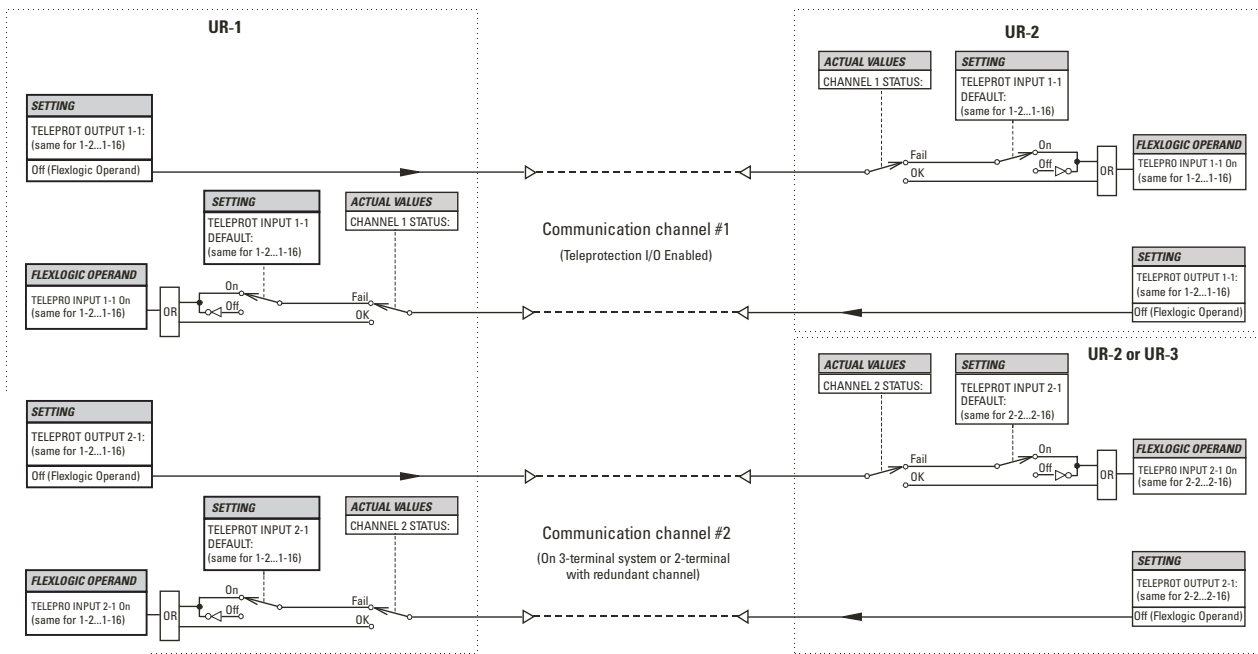 UR-1
UR-2
ACTUAL VALUES
CHANNEL 1 STATUS:
SETTING
TELEPROT INPUT 1-1
DEFAULT:
(same for 1-2...1-16)
SETTING
TELEPROT OUTPUT 1-1:
(same for 1-2...1-16)
Off (Flexlogic Operand)
Fail
OK
On
Off
OR
FLEXLOGIC OPERAND
TELEPRO INPUT 1-1 On
(same for 1-2...1-16)
SETTING
TELEPROT INPUT 1-1
DEFAULT:
(same for 1-2...1-16)
ACTUAL VALUES
CHANNEL 1 STATUS:
Communication channel #1
(Teleprotection I/O Enabled)
FLEXLOGIC OPERAND
TELEPRO INPUT 1-1 On
(same for 1-2...1-16)
OR
On
Off
Fail
OK
SETTING
TELEPROT OUTPUT 1-1:
(same for 1-2...1-16)
Off (Flexlogic Operand)
UR-2 or UR-3
ACTUAL VALUES
CHANNEL 2 STATUS:
SETTING
TELEPROT INPUT 2-1
DEFAULT:
(same for 2-2...2-16)
SETTING
TELEPROT OUTPUT 2-1:
(same for 1-2...1-16)
Off (Flexlogic Operand)
Fail
OK
On
Off
OR
FLEXLOGIC OPERAND
TELEPRO INPUT 2-1 On
(same for 2-2...2-16)
SETTING
TELEPROT INPUT 2-1
DEFAULT:
(same for 1-2...1-16)
ACTUAL VALUES
CHANNEL 2 STATUS:
Communication channel #2
(On 3-terminal system or 2-terminal
with redundant channel)
FLEXLOGIC OPERAND
TELEPRO INPUT 2-1 On
(same for 1-2...1-16)
OR
On
Off
Fail
OK
SETTING
TELEPROT OUTPUT 2-1:
(same for 2-2...2-16)
Off (Flexlogic Operand)